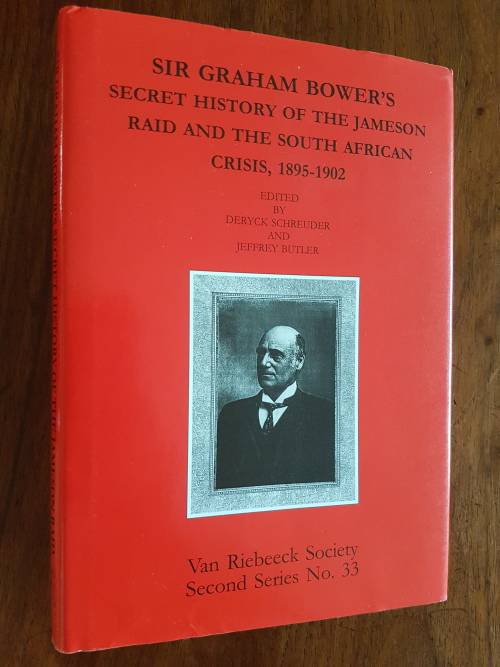 SIR GRAHAM BOWER'S
SECRET HISTORY OF THE JAMESON
RAID AND THE SOUTH AFRICAN
CRISIS, 1895-1902
EDITED
BY
DERYCK SCHREUDER
AND
JEFFREY BUTLER
Van Riebeeck Society
Second Series No. 33